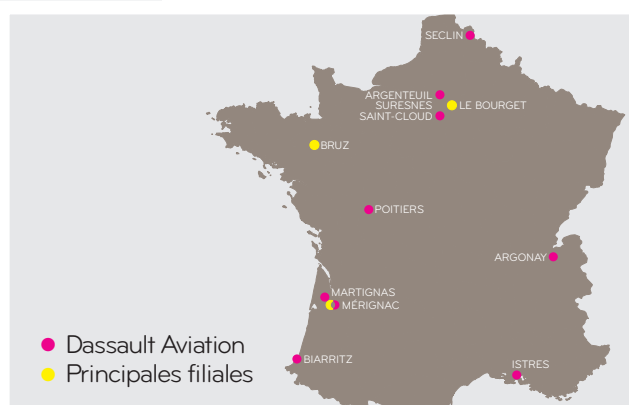 SECLIN
ARGENTEUIL
SURESNES
LE BOURGET
SAINT-CLOUD
BRUZ
POITIERS
ARGONAY
MARTIGNAS
MÉRIGNAC
BIARRITZ
ISTRES
Dassault Aviation
Principales filiales